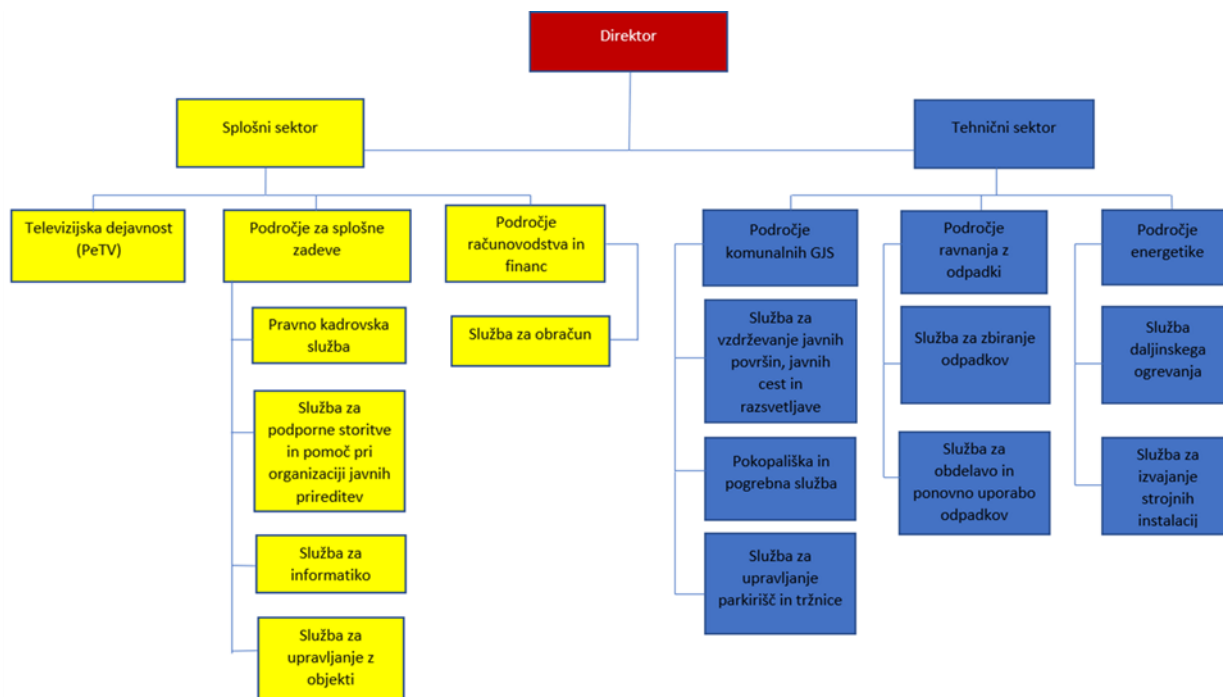 Direktor
Splošni sektor
Tehnični sektor
Televizijska dejavnost
(PeTV)
Področje za splošne
zadeve
Področje
računovodstva in
financ
Področje
komunalnih GJS
Področje
ravnanja z
odpadki
Področje
energetike
Pravno kadrovska
služba
Služba za
podporne storitve
in pomoč pri
organizaciji javnih
prireditev
Služba za
informatiko
Služba za
upravljanje z
objekti
Služba za obračun
Služba za
vzdrževanje javnih
površin, javnih
cest in
razsvetljave
Pokopališka in
pogrebna služba
Služba za
upravljanje
parkirišč in tržnice
Služba za zbiranje
odpadkov
Služba za
obdelavo in
ponovno uporabo
odpadkov
Služba
daljinskega
ogrevanja
Služba za
izvajanje
strojnih
instalacij